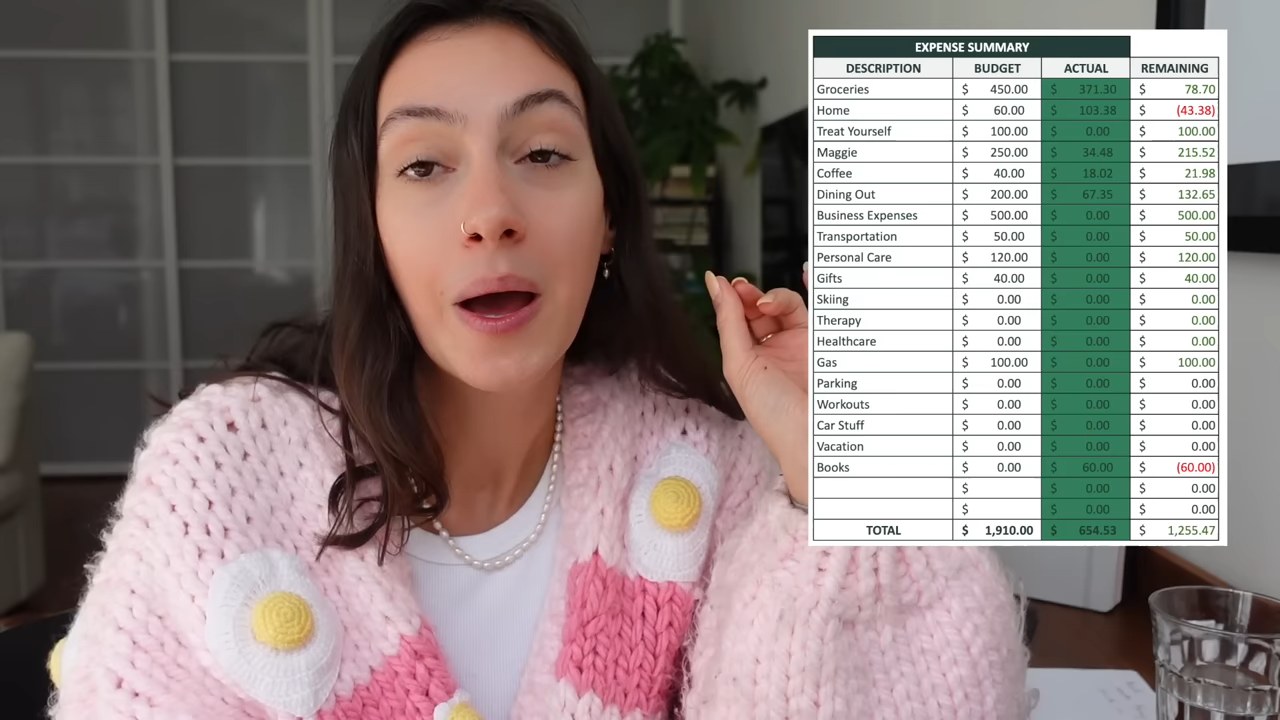 EXPENSE SUMMARY
DESCRIPTION BUDGET ACTUAL REMAINING
Groceries $ 450.00 $ 371.30 $ 78.70
Home $ 60.00 $ 103.38 $ (43.38)
Treat Yourself $ 100.00 $ 0.00 $ 100.00
Maggie $ 250.00 $ 34.48 $ 215.52
Coffee $ 40.00 $ 18.02 $ 21.98
Dining Out $ 200.00 $ 67.35 $ 132.65
Business Expenses $ 500.00 $ 0.00 $ 500.00
Transportation $ 50.00 $ 0.00 $ 50.00
Personal Care $ 120.00 $ 0.00 $ 120.00
Gifts $ 40.00 $ 0.00 $ 40.00
Skiing $ 0.00 $ 0.00 $ 0.00
Therapy $ 0.00 $ 0.00 $ 0.00
Healthcare $ 0.00 $ 0.00 $ 0.00
Gas $ 100.00 $ 0.00 $ 100.00
Parking $ 0.00 $ 0.00 $ 0.00
Workouts $ 0.00 $ 0.00 $ 0.00
Car Stuff $ 0.00 $ 0.00 $ 0.00
Vacation $ 0.00 $ 0.00 $ 0.00
Books $ 0.00 $ 60.00 $ (60.00)
$ $ 0.00 $ 0.00
$ $ 0.00 $ 0.00
TOTAL $ 1,910.00 $ 654.53 $ 1,255.47